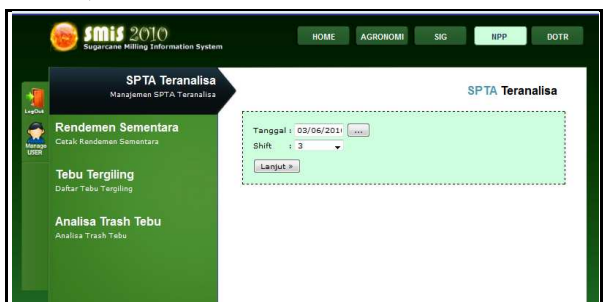 SMIS 2010
Sugarcane Milling Information System
HOME
AGRONOMI
SIG
NPP
DOTR
LogOut
Manage
USER
SPTA Teranalisa
Manajemen SPTA Teranalisa
Rendemen Sementara
Cetak Rendemen Sementara
Tebu Tergiling
Daftar Tebu Tergiling
Analisa Trash Tebu
Analisa Trash Tebu
SPTA Teranalisa
Tanggal : 03/06/201 ...
Shift : 3
Lanjut »